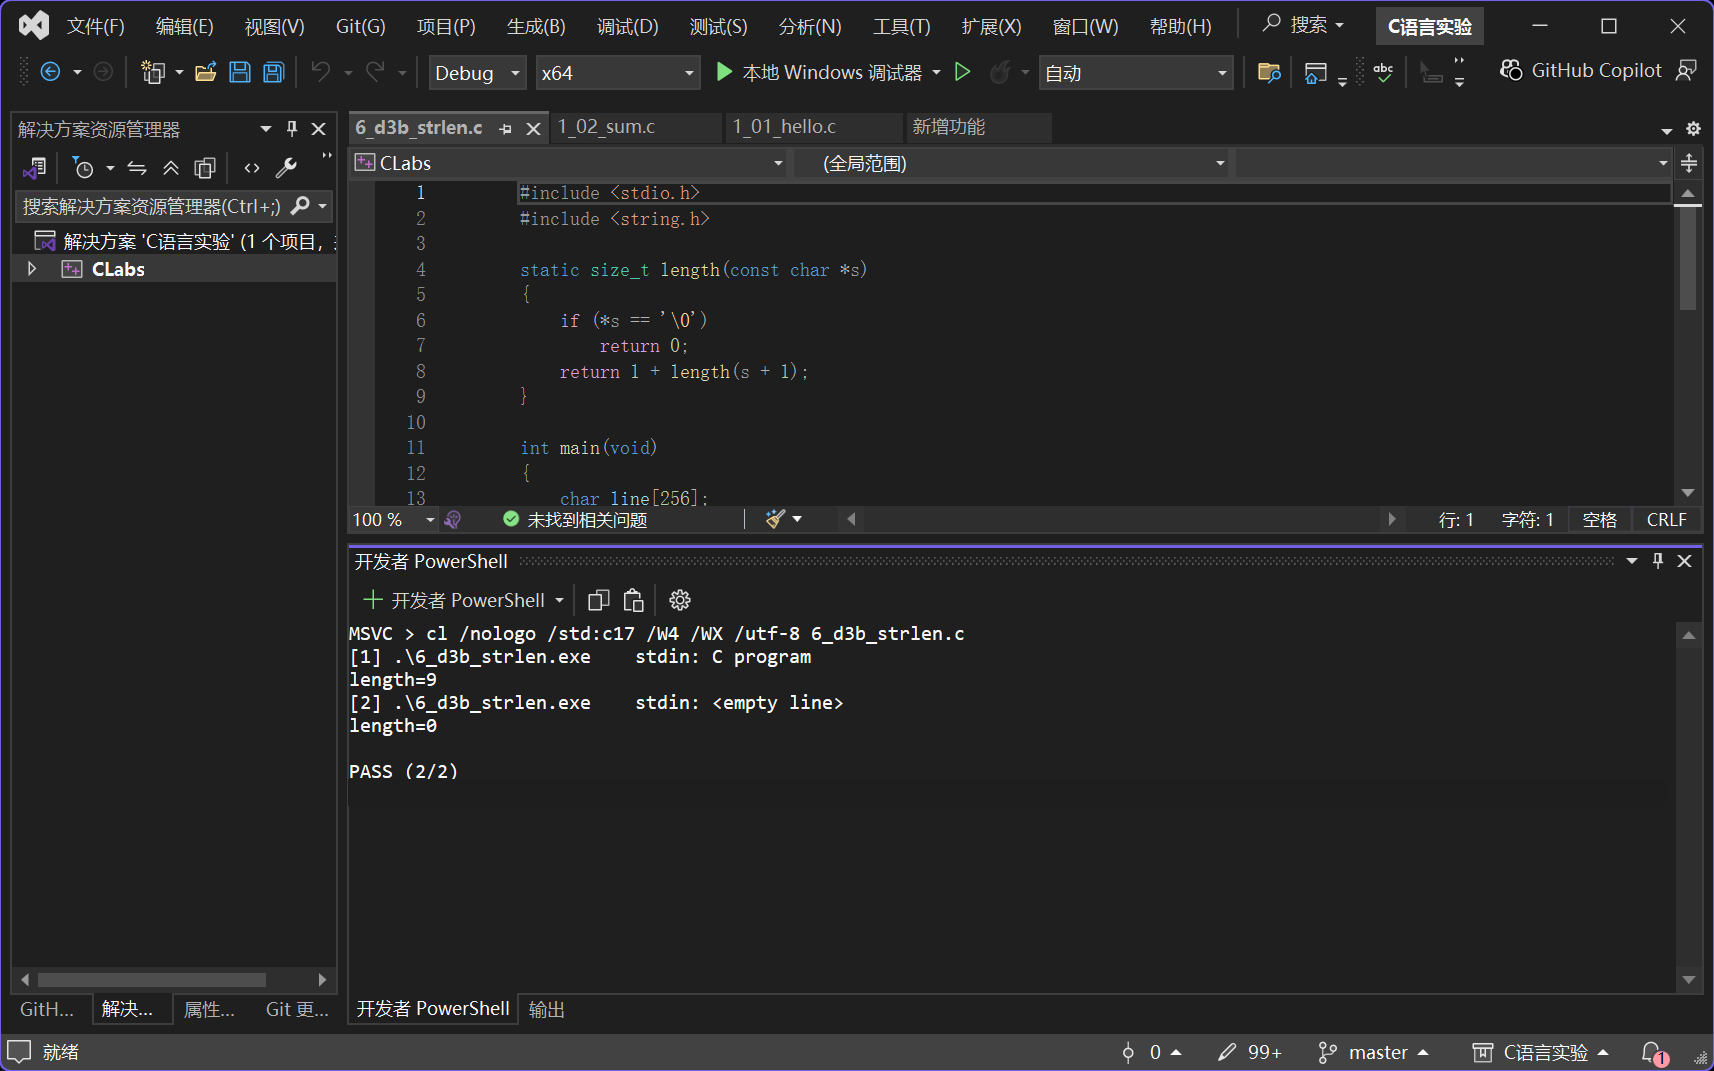 文件(F) 编辑(E) 视图(V) Git(G) 项目(P) 生成(B) 调试(D) 测试(S) 分析(N) 工具(T) 扩展(X) 窗口(W) 帮助(H) 搜索 C语言实验
Debug x64 本地 Windows 调试器 自动 abc GitHub Copilot
解决方案资源管理器
搜索解决方案资源管理器(Ctrl+;)
解决方案 'C语言实验' (1 个项目,
CLabs
6_d3b_strlen.c 1_02_sum.c 1_01_hello.c 新增功能
CLabs (全局范围)
1 #include <stdio.h>
2 #include <string.h>
3
4 static size_t length(const char *s)
5 {
6 if (*s == '\0')
7 return 0;
8 return 1 + length(s + 1);
9 }
10
11 int main(void)
12 {
13 char line[256];
100 % 未找到相关问题 行: 1 字符: 1 空格 CRLF
开发者 PowerShell
开发者 PowerShell
MSVC > cl /nologo /std:c17 /W4 /WX /utf-8 6_d3b_strlen.c
[1] .\6_d3b_strlen.exe stdin: C program
length=9
[2] .\6_d3b_strlen.exe stdin: <empty line>
length=0
PASS (2/2)
GitH... 解决... 属性... Git 更... 开发者 PowerShell 输出
就绪 0 99+ master C语言实验 1